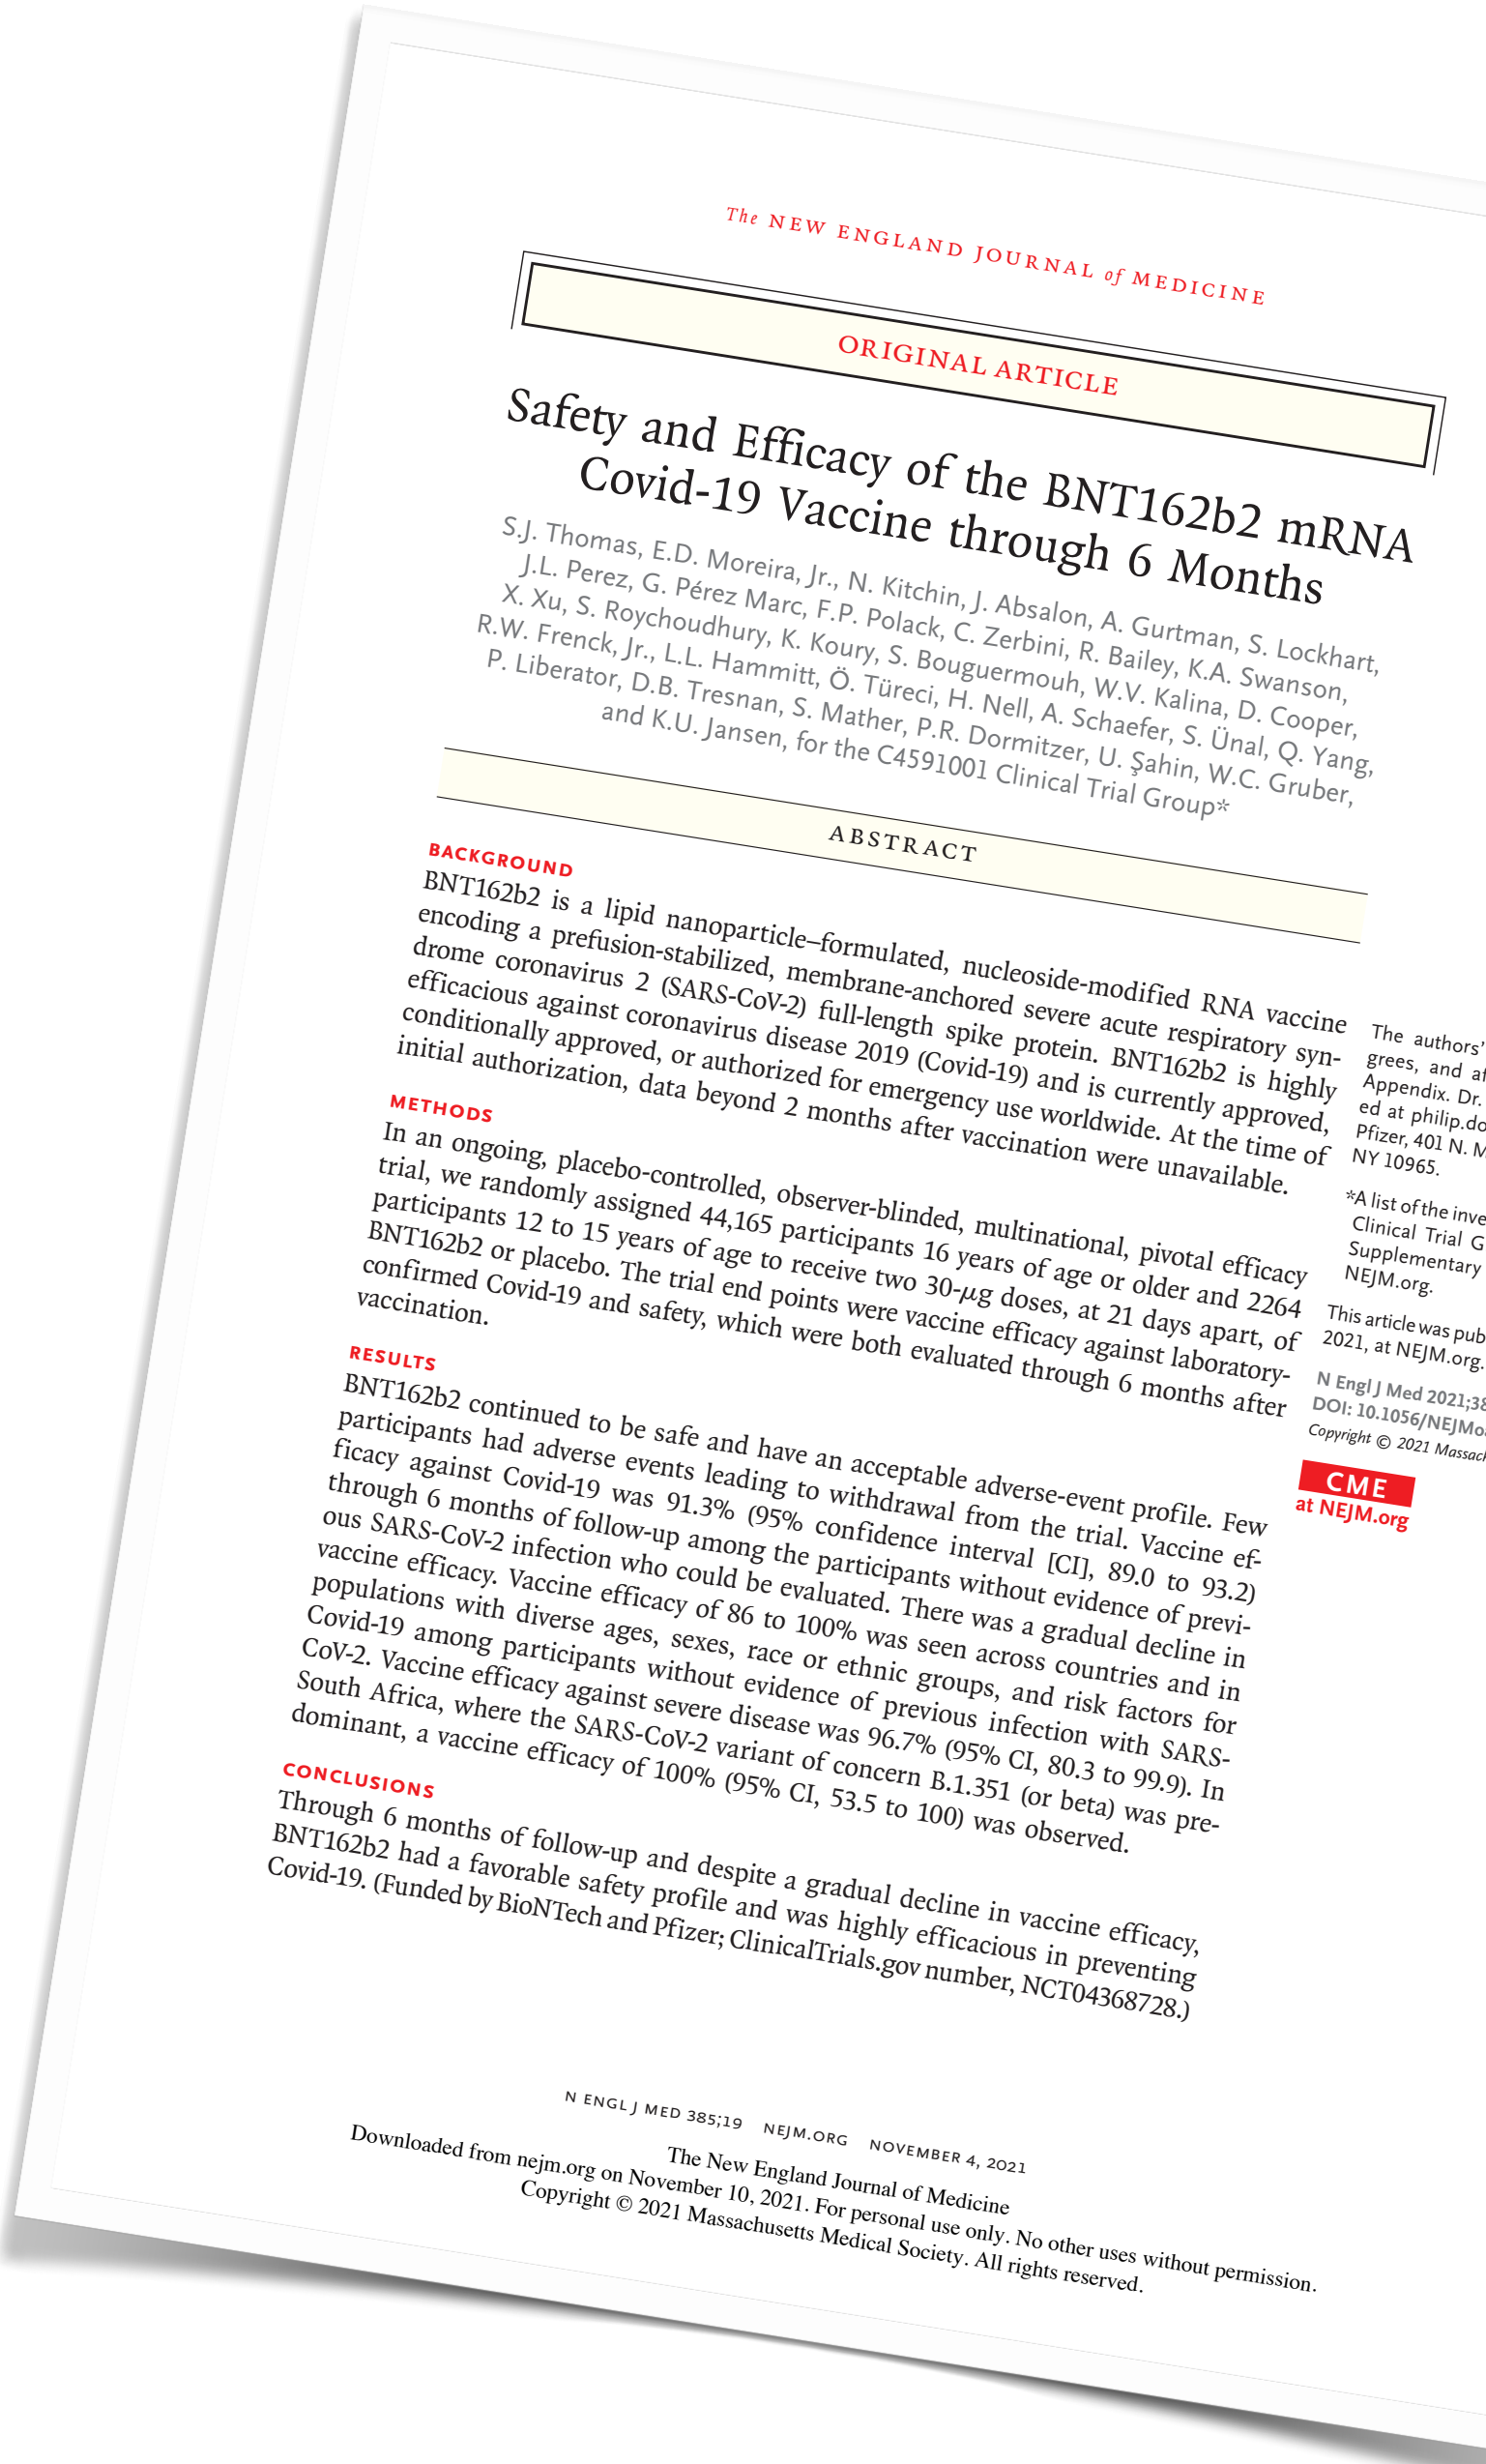 The NEW ENGLAND JOURNAL of MEDICINE
ORIGINAL ARTICLE
Safety and Efficacy of the BNT162b2 mRNA
Covid-19 Vaccine through 6 Months
S.J. Thomas, E.D. Moreira, Jr., N. Kitchin, J. Absalon, A. Gurtman, S. Lockhart,
J.L. Perez, G. Pérez Marc, F.P. Polack, C. Zerbini, R. Bailey, K.A. Swanson,
X. Xu, S. Roychoudhury, K. Koury, S. Bouguermouh, W.V. Kalina, D. Cooper,
R.W. Frenck, Jr., L.L. Hammitt, Ö. Türeci, H. Nell, A. Schaefer, S. Ünal, Q. Yang,
P. Liberator, D.B. Tresnan, S. Mather, P.R. Dormitzer, U. Şahin, W.C. Gruber,
and K.U. Jansen, for the C4591001 Clinical Trial Group*
ABSTRACT
BACKGROUND
BNT162b2 is a lipid nanoparticle–formulated, nucleoside-modified RNA vaccine
encoding a prefusion-stabilized, membrane-anchored severe acute respiratory syn-
drome coronavirus 2 (SARS-CoV-2) full-length spike protein. BNT162b2 is highly
efficacious against coronavirus disease 2019 (Covid-19) and is currently approved,
conditionally approved, or authorized for emergency use worldwide. At the time of
initial authorization, data beyond 2 months after vaccination were unavailable.
METHODS
In an ongoing, placebo-controlled, observer-blinded, multinational, pivotal efficacy
trial, we randomly assigned 44,165 participants 16 years of age or older and 2264
participants 12 to 15 years of age to receive two 30-μg doses, at 21 days apart, of
BNT162b2 or placebo. The trial end points were vaccine efficacy against laboratory-
confirmed Covid-19 and safety, which were both evaluated through 6 months after
vaccination.
RESULTS
BNT162b2 continued to be safe and have an acceptable adverse-event profile. Few
participants had adverse events leading to withdrawal from the trial. Vaccine ef-
ficacy against Covid-19 was 91.3% (95% confidence interval [CI], 89.0 to 93.2)
through 6 months of follow-up among the participants without evidence of previ-
ous SARS-CoV-2 infection who could be evaluated. There was a gradual decline in
vaccine efficacy. Vaccine efficacy of 86 to 100% was seen across countries and in
populations with diverse ages, sexes, race or ethnic groups, and risk factors for
Covid-19 among participants without evidence of previous infection with SARS-
CoV-2. Vaccine efficacy against severe disease was 96.7% (95% CI, 80.3 to 99.9). In
South Africa, where the SARS-CoV-2 variant of concern B.1.351 (or beta) was pre-
dominant, a vaccine efficacy of 100% (95% CI, 53.5 to 100) was observed.
CONCLUSIONS
Through 6 months of follow-up and despite a gradual decline in vaccine efficacy,
BNT162b2 had a favorable safety profile and was highly efficacious in preventing
Covid-19. (Funded by BioNTech and Pfizer; ClinicalTrials.gov number, NCT04368728.)
The authors'
grees, and af
Appendix. Dr.
ed at philip.do
Pfizer, 401 N. M
NY 10965.
*A list of the inve
Clinical Trial G
Supplementary
NEJM.org.
This article was pub
2021, at NEJM.org.
N Engl J Med 2021;38
DOI: 10.1056/NEJMo
Copyright © 2021 Massach
CME
at NEJM.org
N ENGL J MED 385;19 NEJM.ORG NOVEMBER 4, 2021
The New England Journal of Medicine
Downloaded from nejm.org on November 10, 2021. For personal use only. No other uses without permission.
Copyright © 2021 Massachusetts Medical Society. All rights reserved.